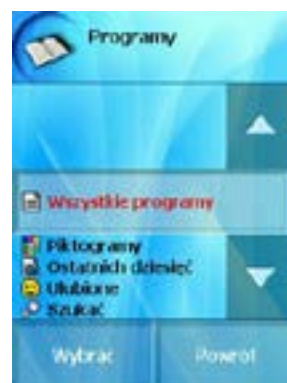 Programy
Wszystkie programy
Piktogramy
Ostatnich dziesięć
Ulubione
Szukać
Wybrać
Powrót